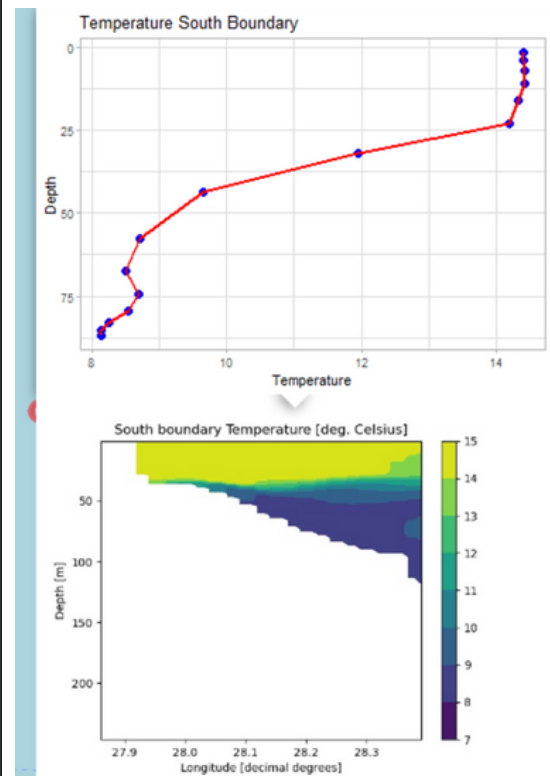 Temperature South Boundary
0
25
50
75
Depth
8 10 12 14
Temperature
South boundary Temperature [deg. Celsius]
50
100
150
200
Depth [m]
27.9 28.0 28.1 28.2 28.3
Longitude [decimal degrees]
15
14
13
12
11
10
9
8
7